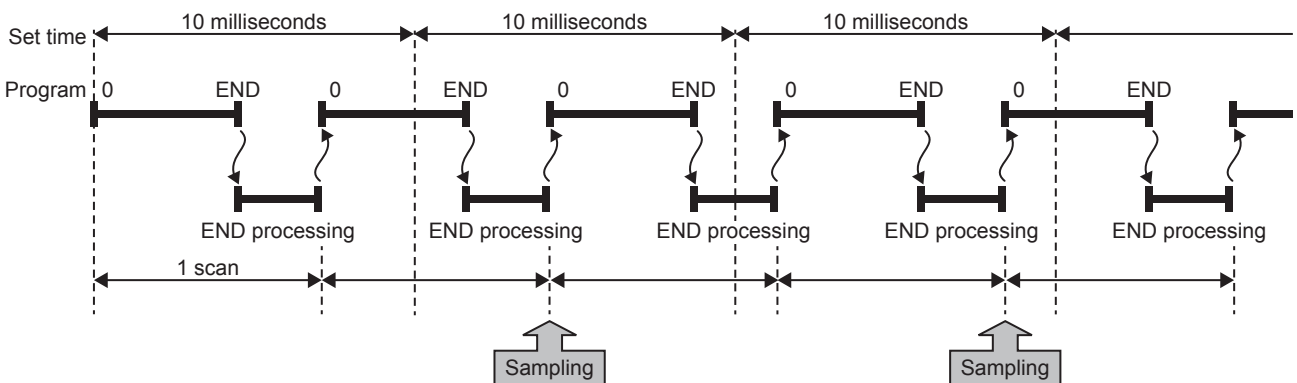 10 milliseconds 10 milliseconds 10 milliseconds
Set time
Program 0 END 0 END 0 END 0 END 0 END
END processing END processing END processing END processing END processing
1 scan
Sampling Sampling